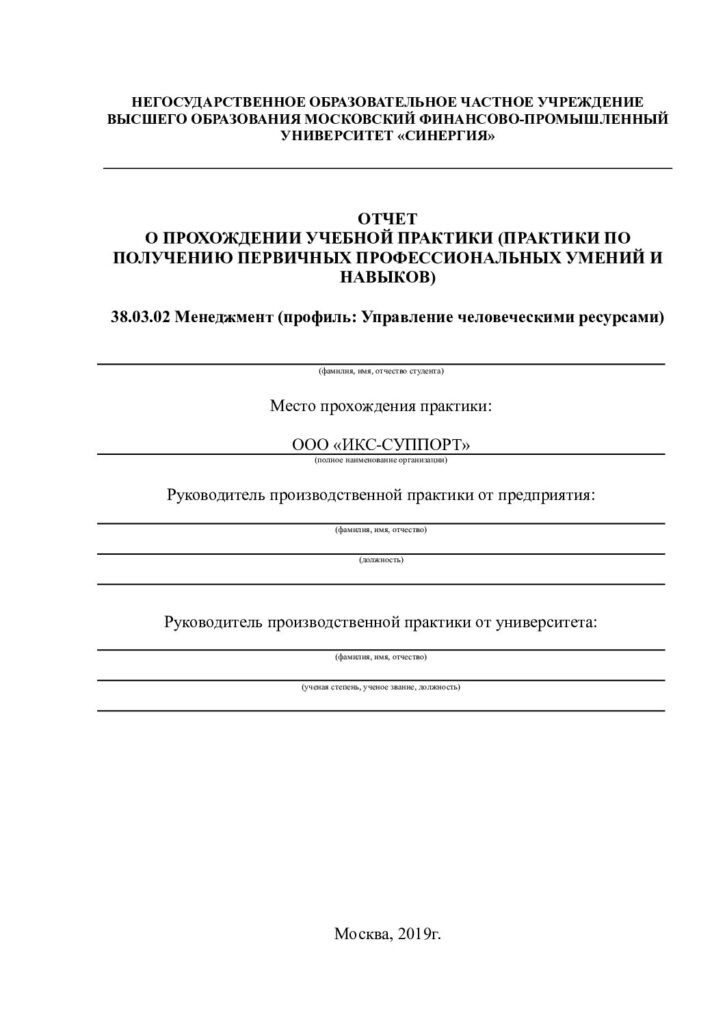 НЕГОСУДАРСТВЕННОЕ ОБРАЗОВАТЕЛЬНОЕ ЧАСТНОЕ УЧРЕЖДЕНИЕ
ВЫСШЕГО ОБРАЗОВАНИЯ МОСКОВСКИЙ ФИНАНСОВО-ПРОМЫШЛЕННЫЙ
УНИВЕРСИТЕТ «СИНЕРГИЯ»
ОТЧЕТ
О ПРОХОЖДЕНИИ УЧЕБНОЙ ПРАКТИКИ (ПРАКТИКИ ПО
ПОЛУЧЕНИЮ ПЕРВИЧНЫХ ПРОФЕССИОНАЛЬНЫХ УМЕНИЙ И
НАВЫКОВ)
38.03.02 Менеджмент (профиль: Управление человеческими ресурсами)
(фамилия, имя, отчество студента)
Место прохождения практики:
ООО «ИКС-СУППОРТ»
(полное наименование организации)
Руководитель производственной практики от предприятия:
(фамилия, имя, отчество)
(должность)
Руководитель производственной практики от университета:
(фамилия, имя, отчество)
(ученая степень, ученое звание, должность)
Москва, 2019г.